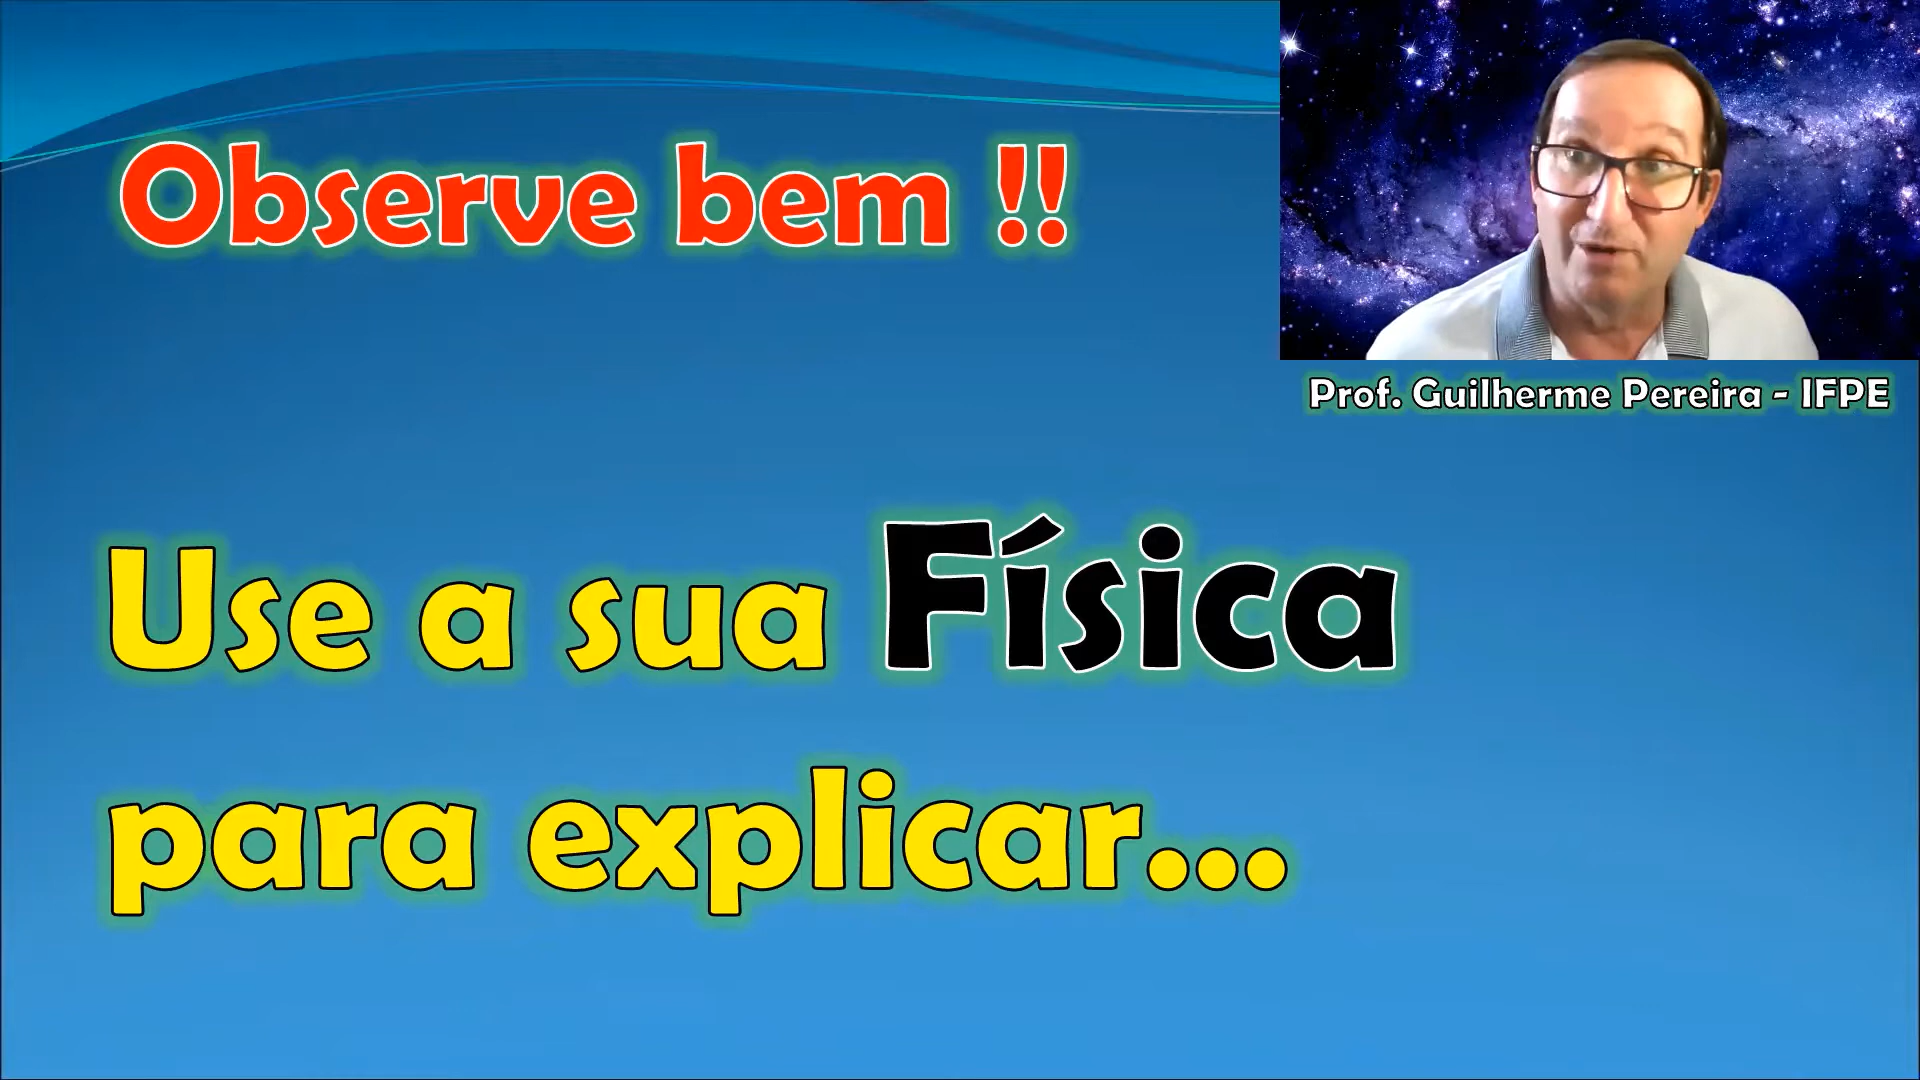 Observe bem !!
Prof. Guilherme Pereira - IFPE
Use a sua Física
para explicar...